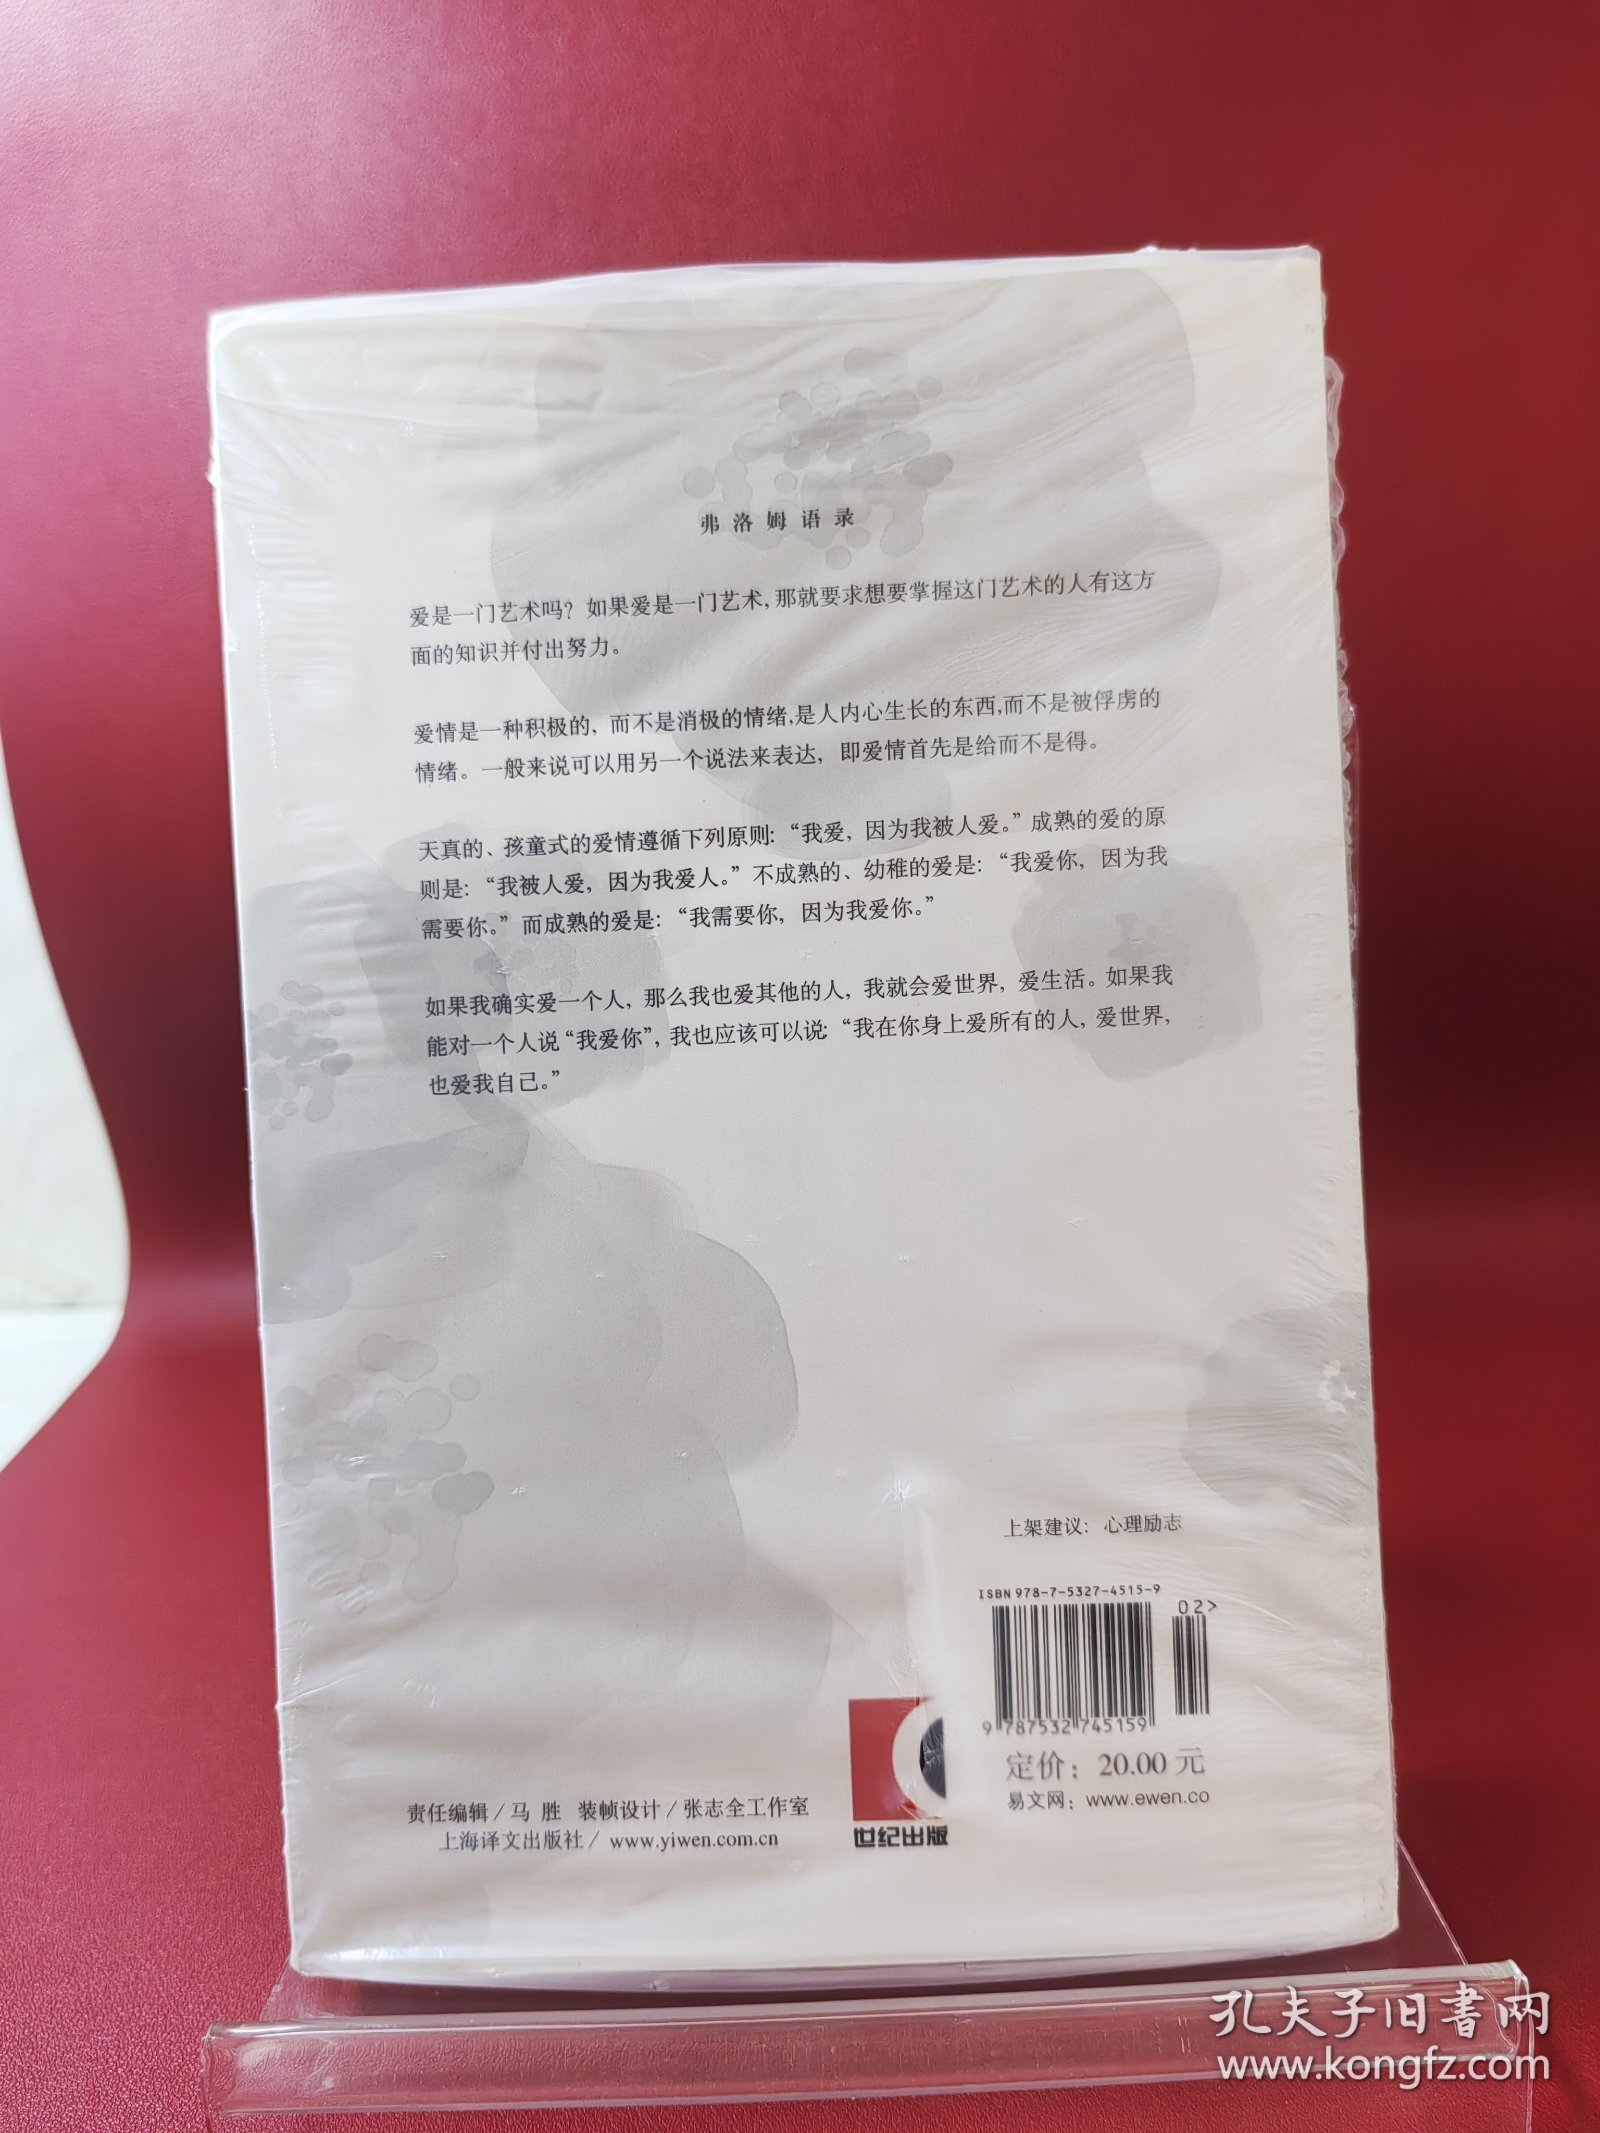 弗洛姆语录
爱是一门艺术吗？如果爱是一门艺术，那就要求想要掌握这门艺术的人有这方
面的知识并付出努力。
爱情是一种积极的，而不是消极的情绪，是人内心生长的东西，而不是被俘虏的
情绪。一般来说可以用另一个说法来表达，即爱情首先是给而不是得。
天真的、孩童式的爱情遵循下列原则：“我爱，因为我被人爱。”成熟的爱的原
则是：“我被人爱，因为我爱人。”不成熟的、幼稚的爱是：“我爱你，因为我
需要你。”而成熟的爱是：“我需要你，因为我爱你。”
如果我确实爱一个人，那么我也爱其他的人，我就会爱世界，爱生活。如果我
能对一个人说“我爱你”，我也应该可以说：“我在你身上爱所有的人，爱世界，
也爱我自己。”
上架建议：心理励志
ISBN 978-7-5327-4515-9
02>
9 787532 745159
定价：20.00 元
易文网：www.ewen.co
责任编辑/马 胜 装帧设计/张志全工作室
上海译文出版社/www.yiwen.com.cn
世纪出版
孔夫子旧书网
www.kongfz.com